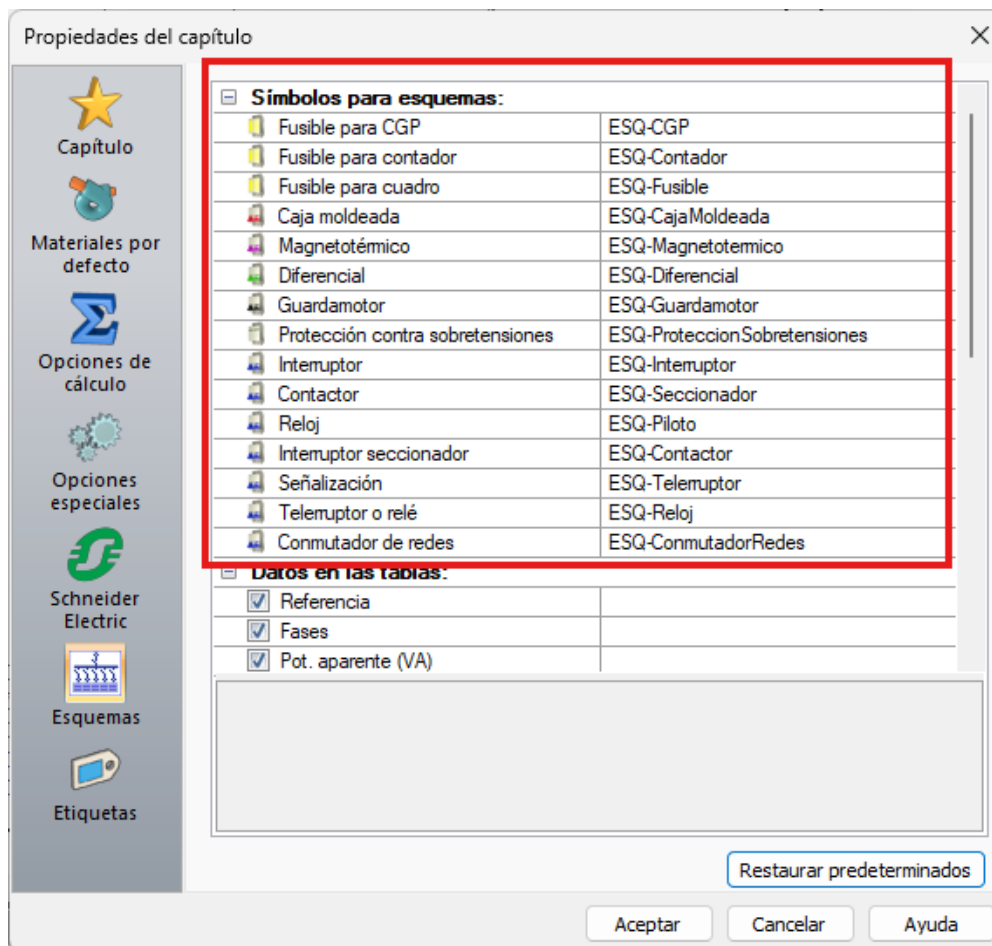 Propiedades del capítulo
Capítulo
Materiales por
defecto
Opciones de
cálculo
Opciones
especiales
Schneider
Electric
Esquemas
Etiquetas
Símbolos para esquemas:
Fusible para CGP ESQ-CGP
Fusible para contador ESQ-Contador
Fusible para cuadro ESQ-Fusible
Caja moldeada ESQ-CajaMoldeada
Magnetotérmico ESQ-Magnetotermico
Diferencial ESQ-Diferencial
Guardamotor ESQ-Guardamotor
Protección contra sobretensiones ESQ-ProteccionSobretensiones
Interruptor ESQ-Interruptor
Contactor ESQ-Seccionador
Reloj ESQ-Piloto
Interruptor seccionador ESQ-Contactor
Señalización ESQ-Telerruptor
Telerruptor o relé ESQ-Reloj
Conmutador de redes ESQ-ConmutadorRedes
Datos en las tablas:
Referencia
Fases
Pot. aparente (VA)
Restaurar predeterminados
Aceptar Cancelar Ayuda